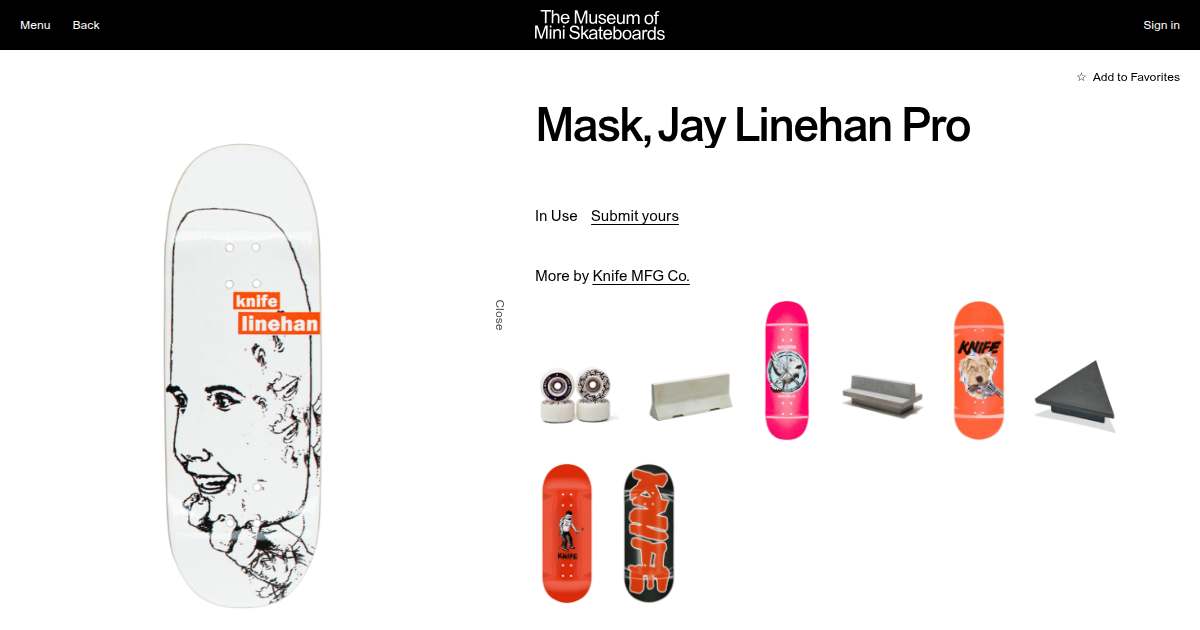 Menu
Back
The Museum of
Mini Skateboards
Sign in
☆ Add to Favorites
Mask, Jay Linehan Pro
In Use Submit yours
More by Knife MFG Co.
Close
knife
linehan
KNIFE
KNIFE
KNIFE